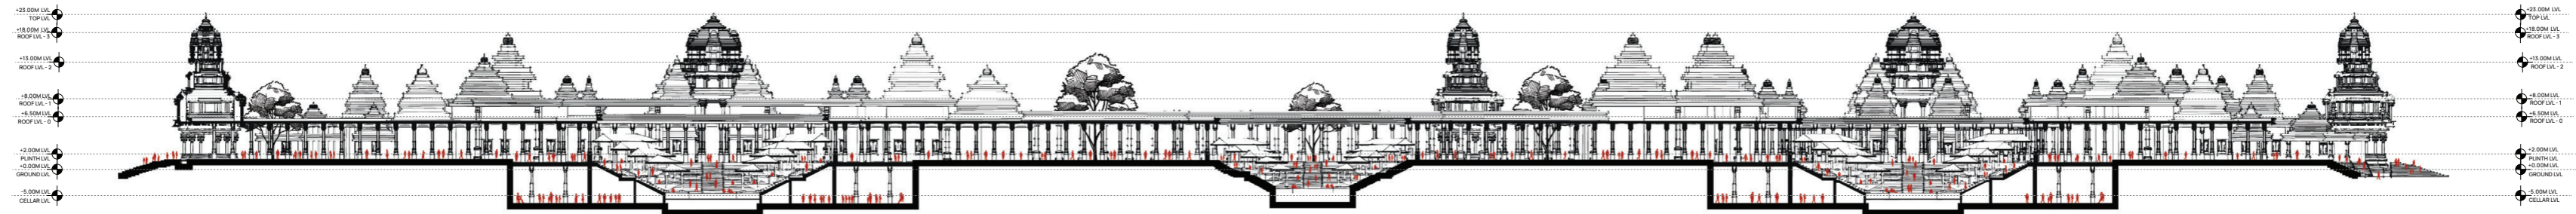 +23.00M LVL
TOP LVL
+18.00M LVL
ROOF LVL - 3
+13.00M LVL
ROOF LVL - 2
+8.00M LVL
ROOF LVL - 1
+6.50M LVL
ROOF LVL - 0
+2.00M LVL
PLINTH LVL
+0.00M LVL
GROUND LVL
-5.00M LVL
CELLAR LVL
+23.00M LVL
TOP LVL
+18.00M LVL
ROOF LVL - 3
+13.00M LVL
ROOF LVL - 2
+8.00M LVL
ROOF LVL - 1
+6.50M LVL
ROOF LVL - 0
+2.00M LVL
PLINTH LVL
+0.00M LVL
GROUND LVL
-5.00M LVL
CELLAR LVL